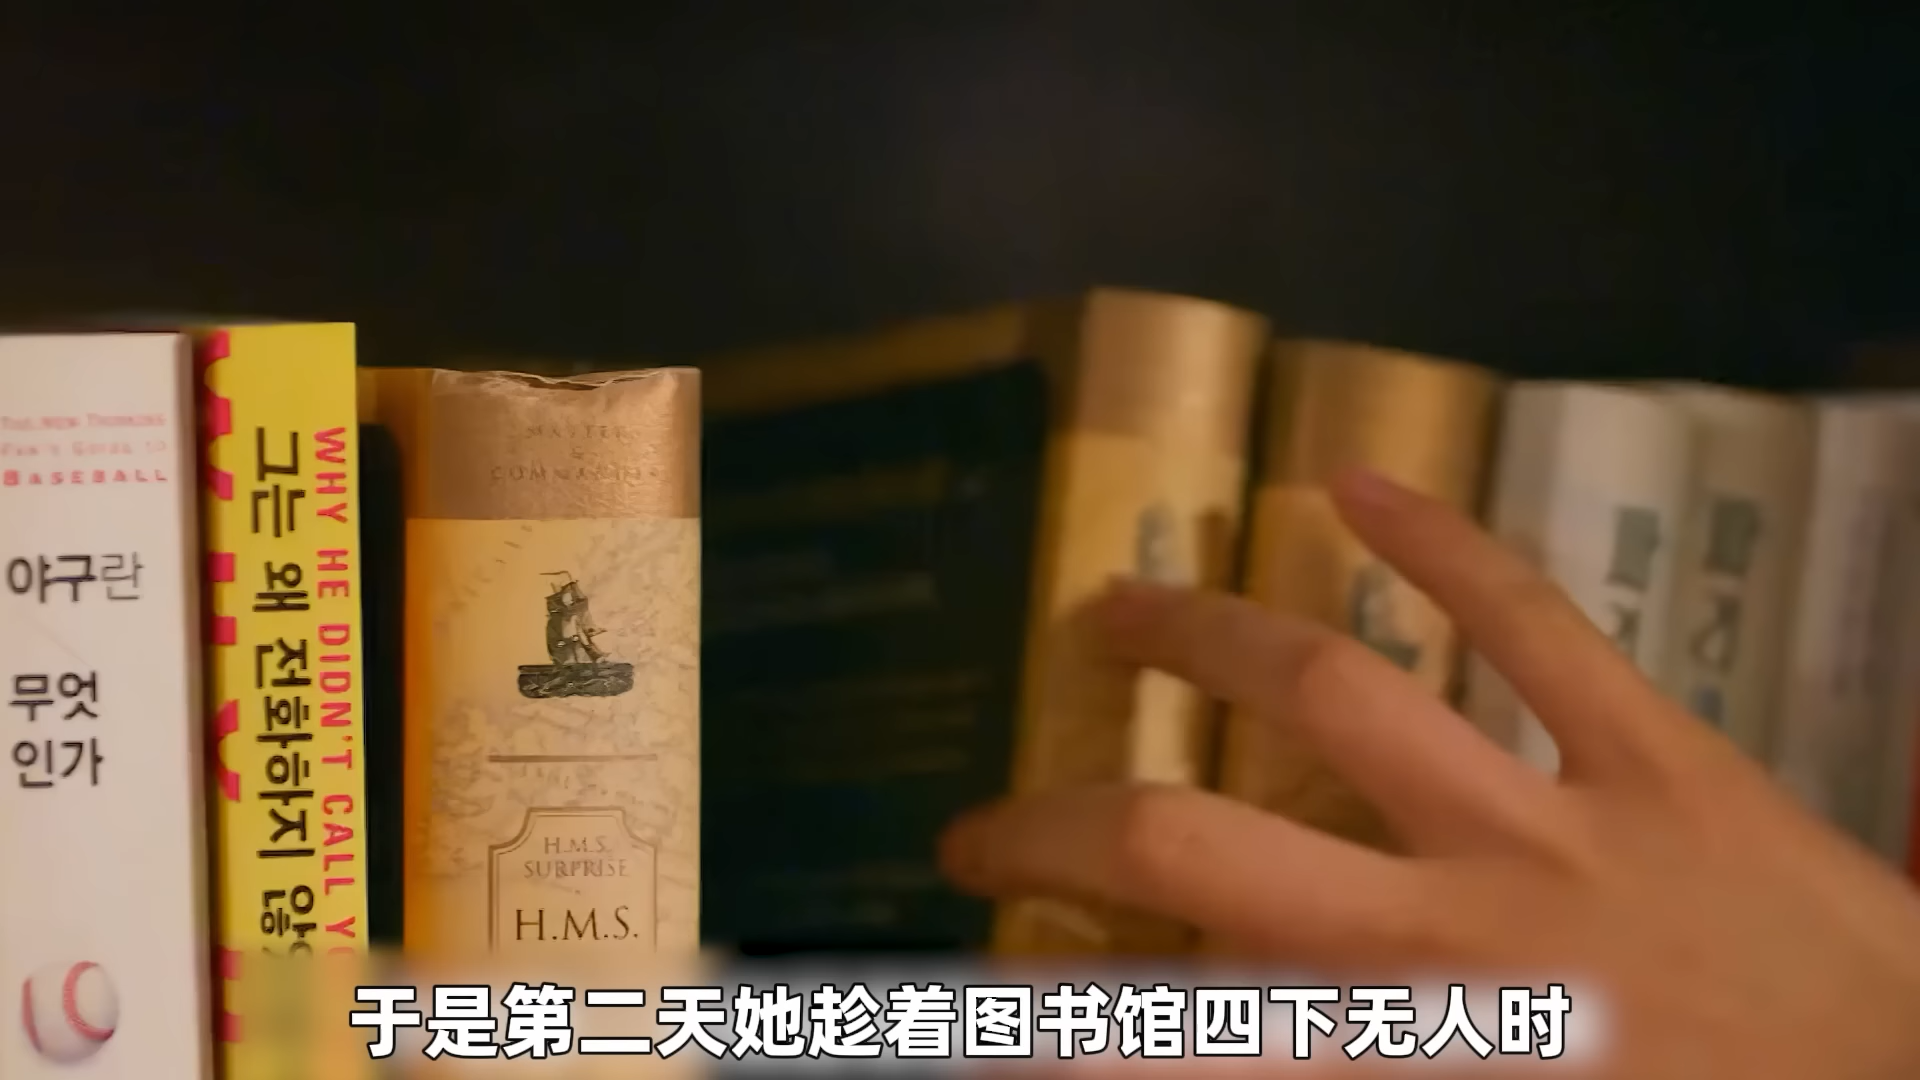 THE NEW THINKING
FAN'S GUIDE TO
BASEBALL
야구란
무엇
인가
WHY HE DIDN'T CALL
그는 왜 전화하지
MASTER
&
COMMANDER
H.M.S.
SURPRISE
H.M.S.
于是第二天她趁着图书馆四下无人时